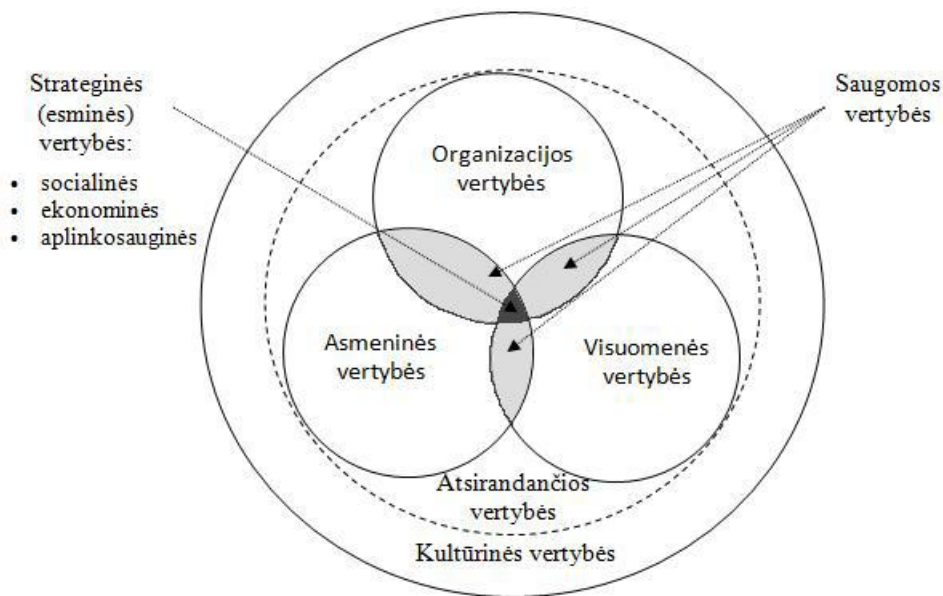 Strateginės
(esminės)
vertybės:
• socialinės
• ekonominės
• aplinkosauginės
Saugomos
vertybės
Organizacijos
vertybės
Asmeninės
vertybės
Visuomenės
vertybės
Atsirandančios
vertybės
Kultūrinės vertybės